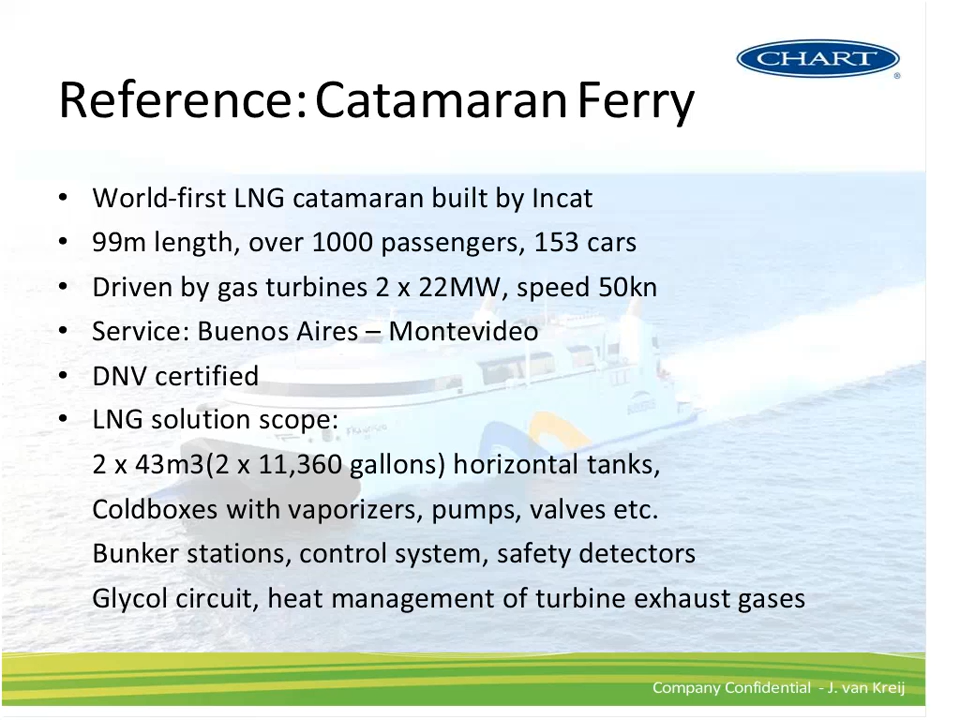 CHART
®
Reference: Catamaran Ferry
• World-first LNG catamaran built by Incat
• 99m length, over 1000 passengers, 153 cars
• Driven by gas turbines 2 x 22MW, speed 50kn
• Service: Buenos Aires – Montevideo
• DNV certified
• LNG solution scope:
2 x 43m3(2 x 11,360 gallons) horizontal tanks,
Coldboxes with vaporizers, pumps, valves etc.
Bunker stations, control system, safety detectors
Glycol circuit, heat management of turbine exhaust gases
Company Confidential - J. van Kreij